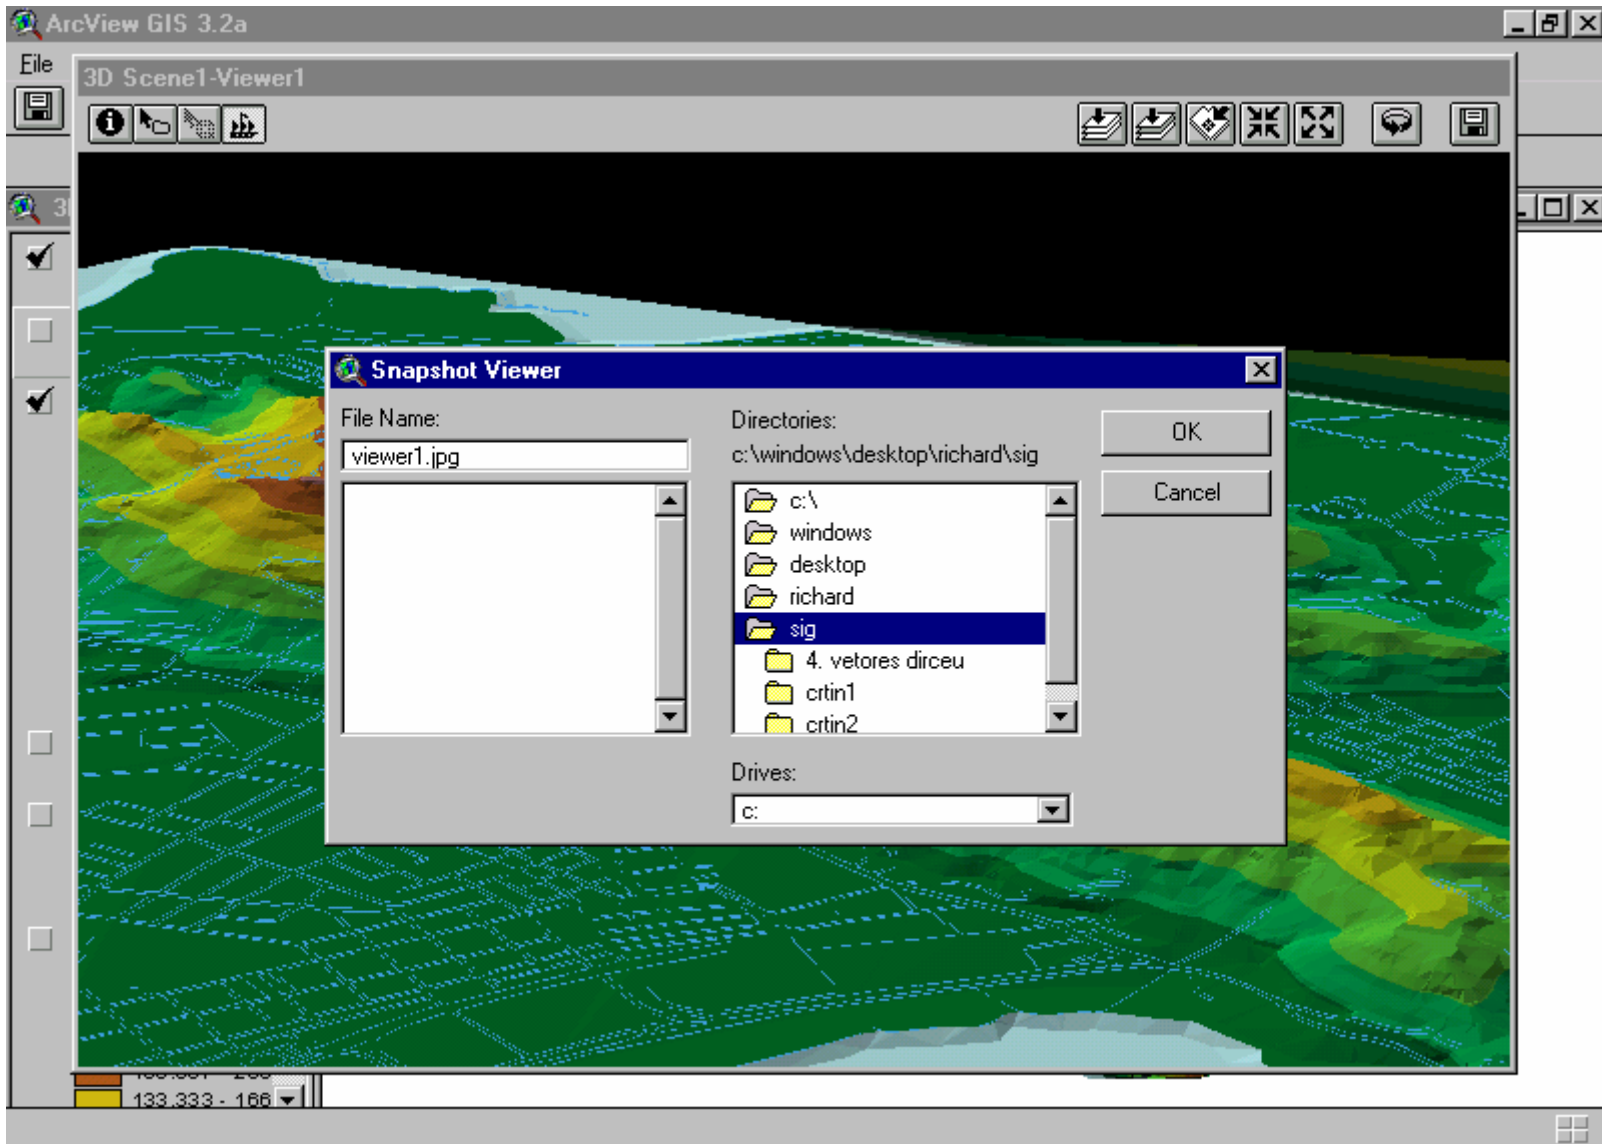 ArcView GIS 3.2a
File
3D Scene1-Viewer1
Snapshot Viewer
File Name:
viewer1.jpg
Directories:
c:\windows\desktop\richard\sig
c:\
windows
desktop
richard
sig
4. vetores dirceu
crtin1
crtin2
Drives:
c:
OK
Cancel
133.333 - 166